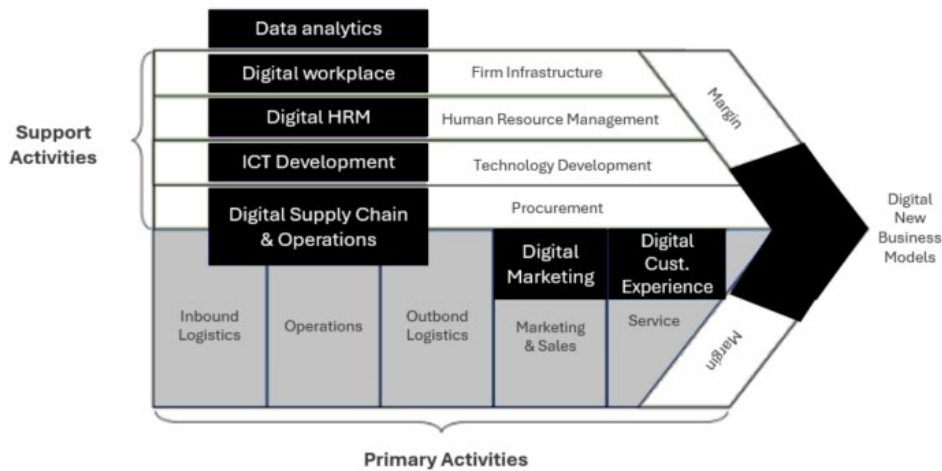 Data analytics
Digital workplace
Firm Infrastructure
Digital HRM
Human Resource Management
Support
Activities
ICT Development
Technology Development
Digital Supply Chain
& Operations
Procurement
Margin
Digital
New
Business
Models
Digital
Marketing
Digital
Cust.
Experience
Inbound
Logistics
Operations
Outbond
Logistics
Marketing
& Sales
Service
Margin
Primary Activities